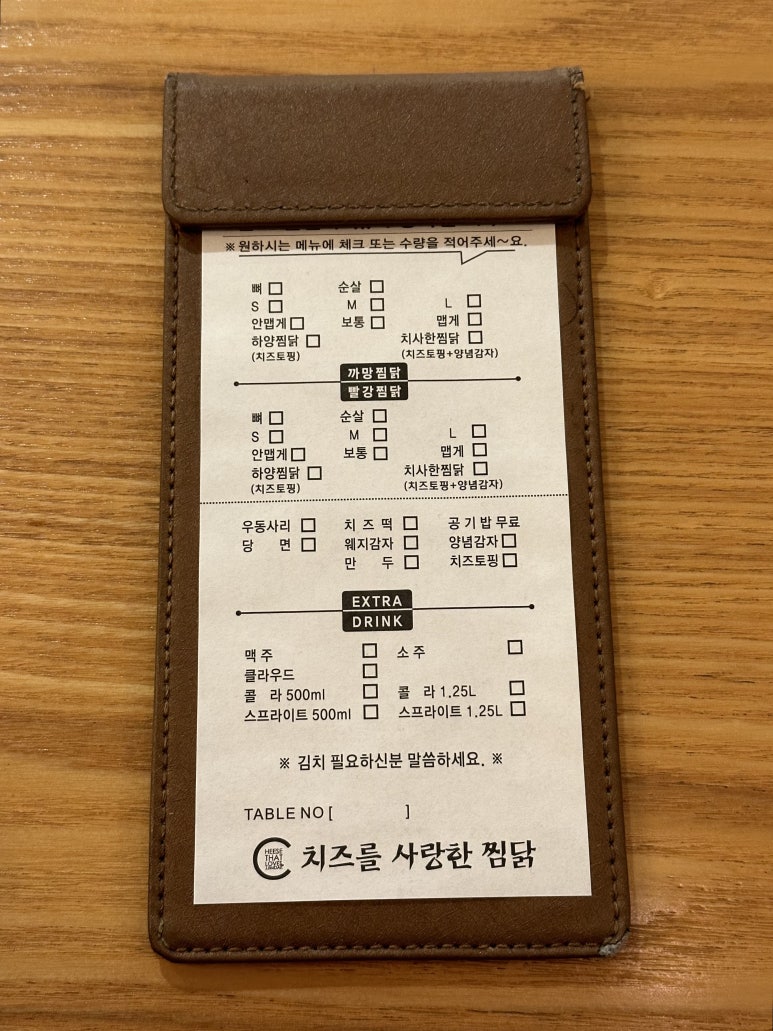 ※원하시는 메뉴에 체크 또는 수량을 적어주세~요.
뼈 □ 순살 □
S □ M □ L □
안맵게 □ 보통 □ 맵게 □
하양찜닭 □ 치사한찜닭 □
(치즈토핑) (치즈토핑+양념감자)
까망찜닭
빨강찜닭
뼈 □ 순살 □
S □ M □ L □
안맵게 □ 보통 □ 맵게 □
하양찜닭 □ 치사한찜닭 □
(치즈토핑) (치즈토핑+양념감자)
우동사리 □ 치 즈 떡 □ 공기밥 무료
당 면 □ 웨지감자 □ 양념감자 □
만 두 □ 치즈토핑 □
EXTRA
DRINK
맥주 □ 소주 □
클라우드 □
콜 라 500ml □ 콜 라 1.25L □
스프라이트 500ml □ 스프라이트 1.25L □
※ 김치 필요하신분 말씀하세요. ※
TABLE NO [ ]
CHEESE
THAT
LOVE
치즈를 사랑한 찜닭